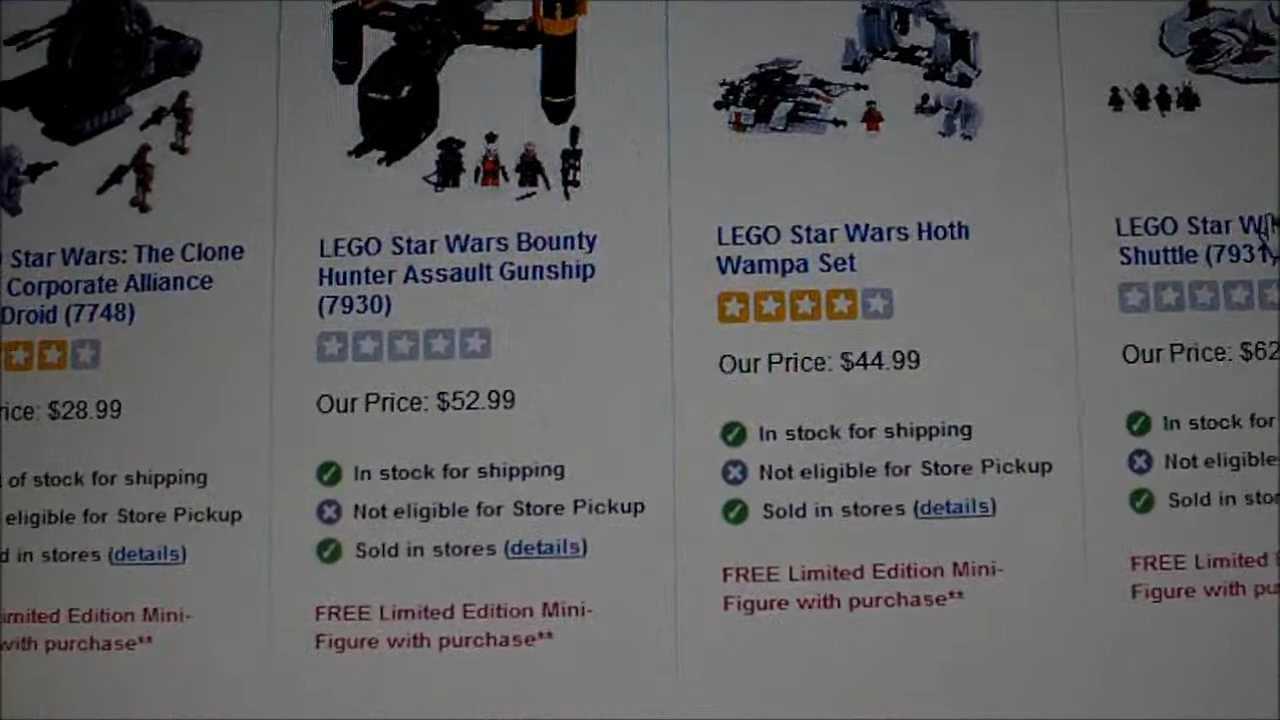 Star Wars: The Clone
Corporate Alliance
Droid (7748)
rice: $28.99
of stock for shipping
eligible for Store Pickup
d in stores (details)
imited Edition Mini-
with purchase**
LEGO Star Wars Bounty
Hunter Assault Gunship
(7930)
Our Price: $52.99
In stock for shipping
Not eligible for Store Pickup
Sold in stores (details)
FREE Limited Edition Mini-
Figure with purchase**
LEGO Star Wars Hoth
Wampa Set
Our Price: $44.99
In stock for shipping
Not eligible for Store Pickup
Sold in stores (details)
FREE Limited Edition Mini-
Figure with purchase**
LEGO Star W
Shuttle (7931
Our Price: $62
In stock for
Not eligible
Sold in sto
FREE Limited
Figure with pu